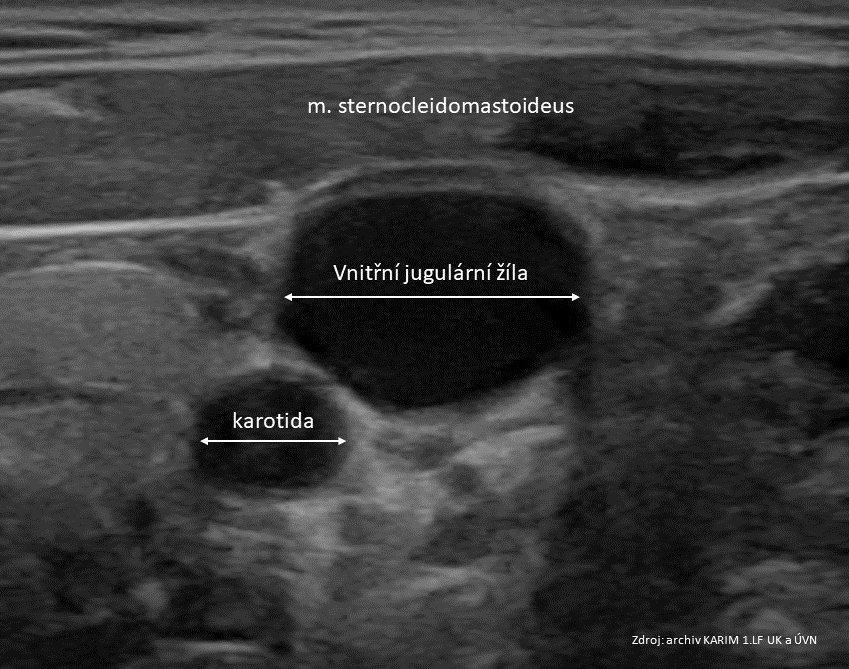 m. sternocleidomastoideus
Vnitřní jugulární žíla
karotida
Zdroj: archiv KARIM 1.LF UK a ÚVN